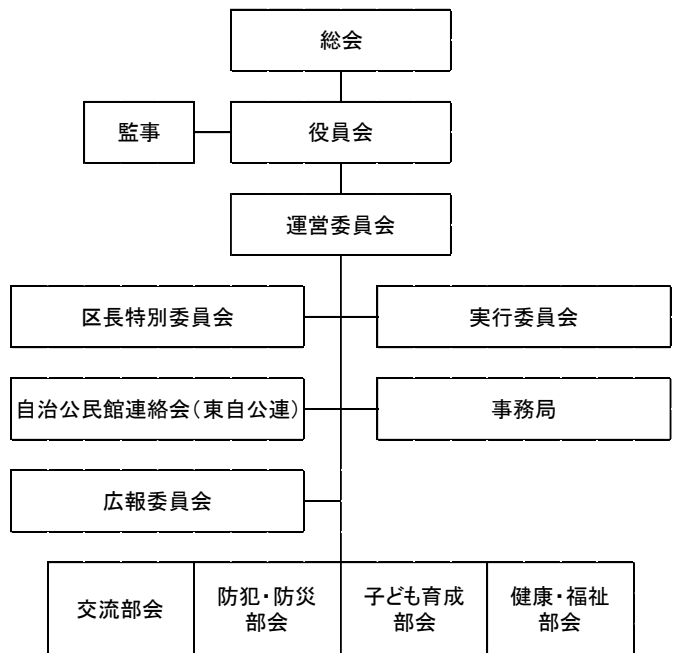 総会
監事
役員会
運営委員会
区長特別委員会
実行委員会
自治公民館連絡会（東自公連）
事務局
広報委員会
交流部会
防犯・防災
部会
子ども育成
部会
健康・福祉
部会